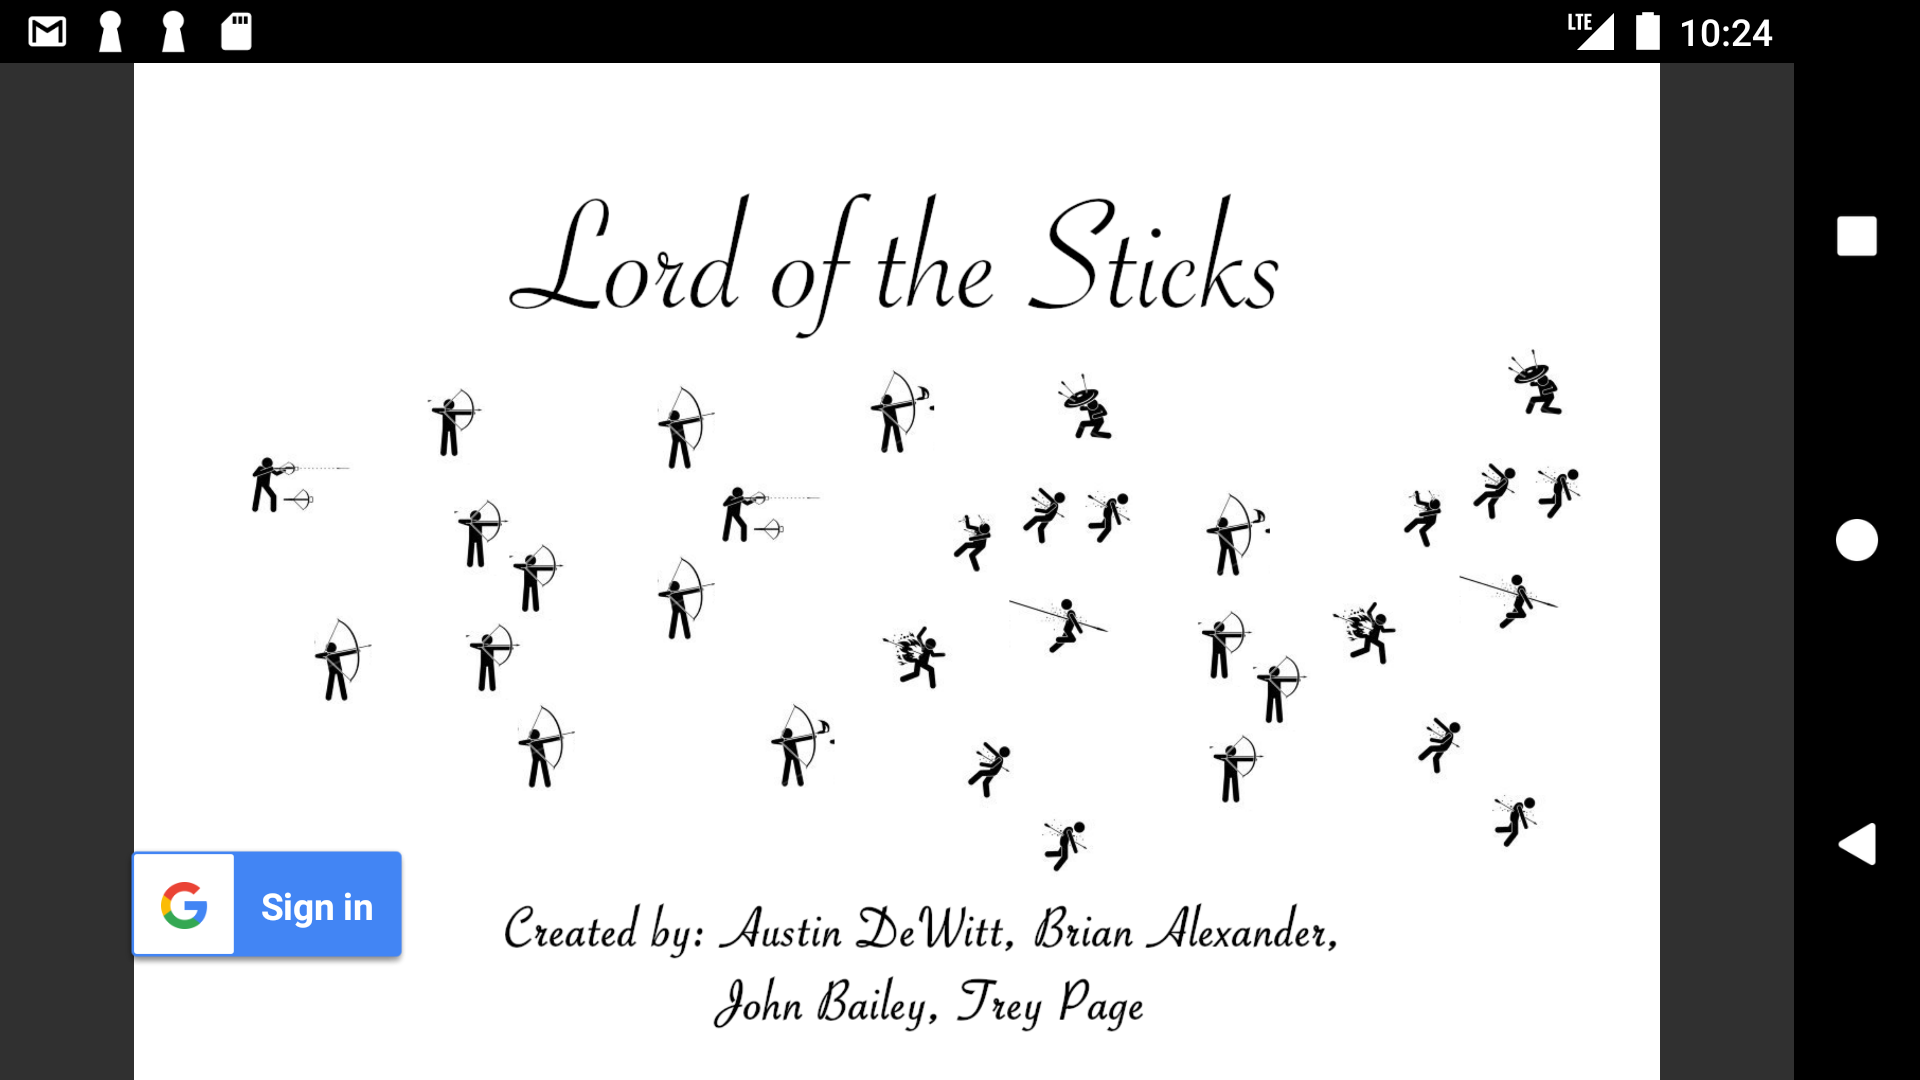 LTE 10:24
Lord of the Sticks
Sign in
Created by: Austin DeWitt, Brian Alexander,
John Bailey, Trey Page